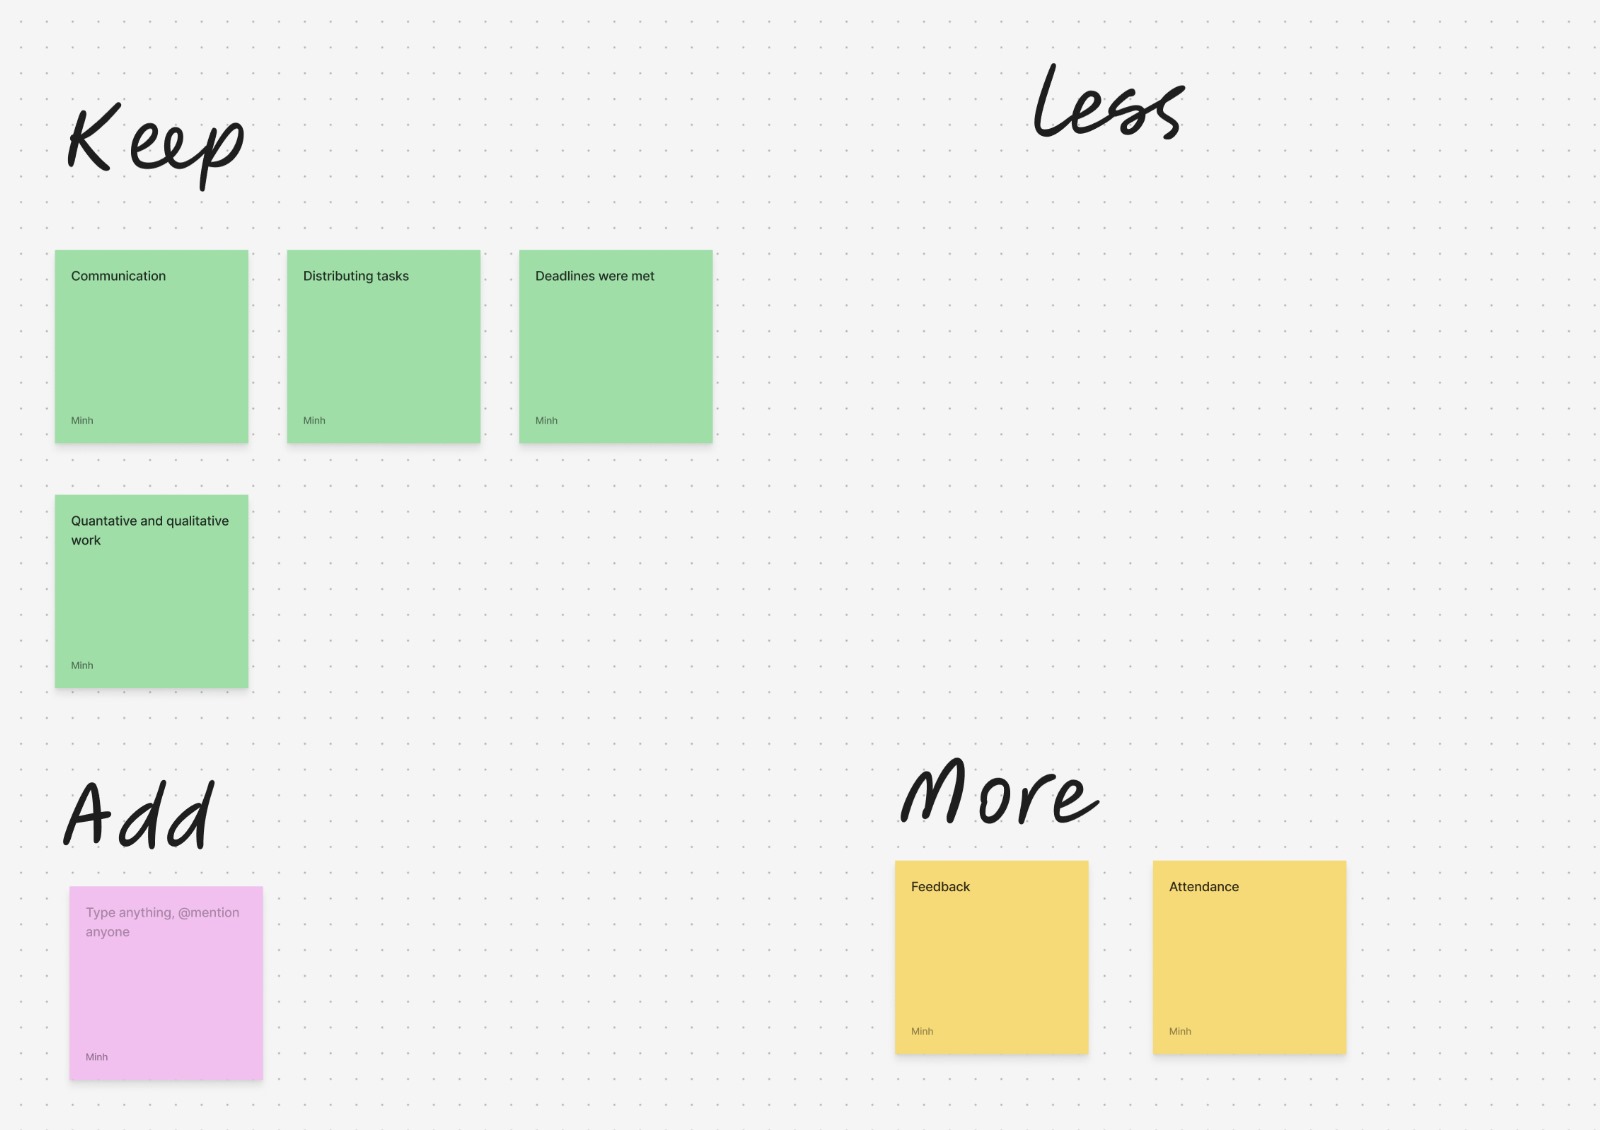 Keep
Less
Communication
Distributing tasks
Deadlines were met
Minh
Minh
Minh
Quantative and qualitative
work
Minh
Add
More
Type anything, @mention
anyone
Minh
Feedback
Attendance
Minh
Minh